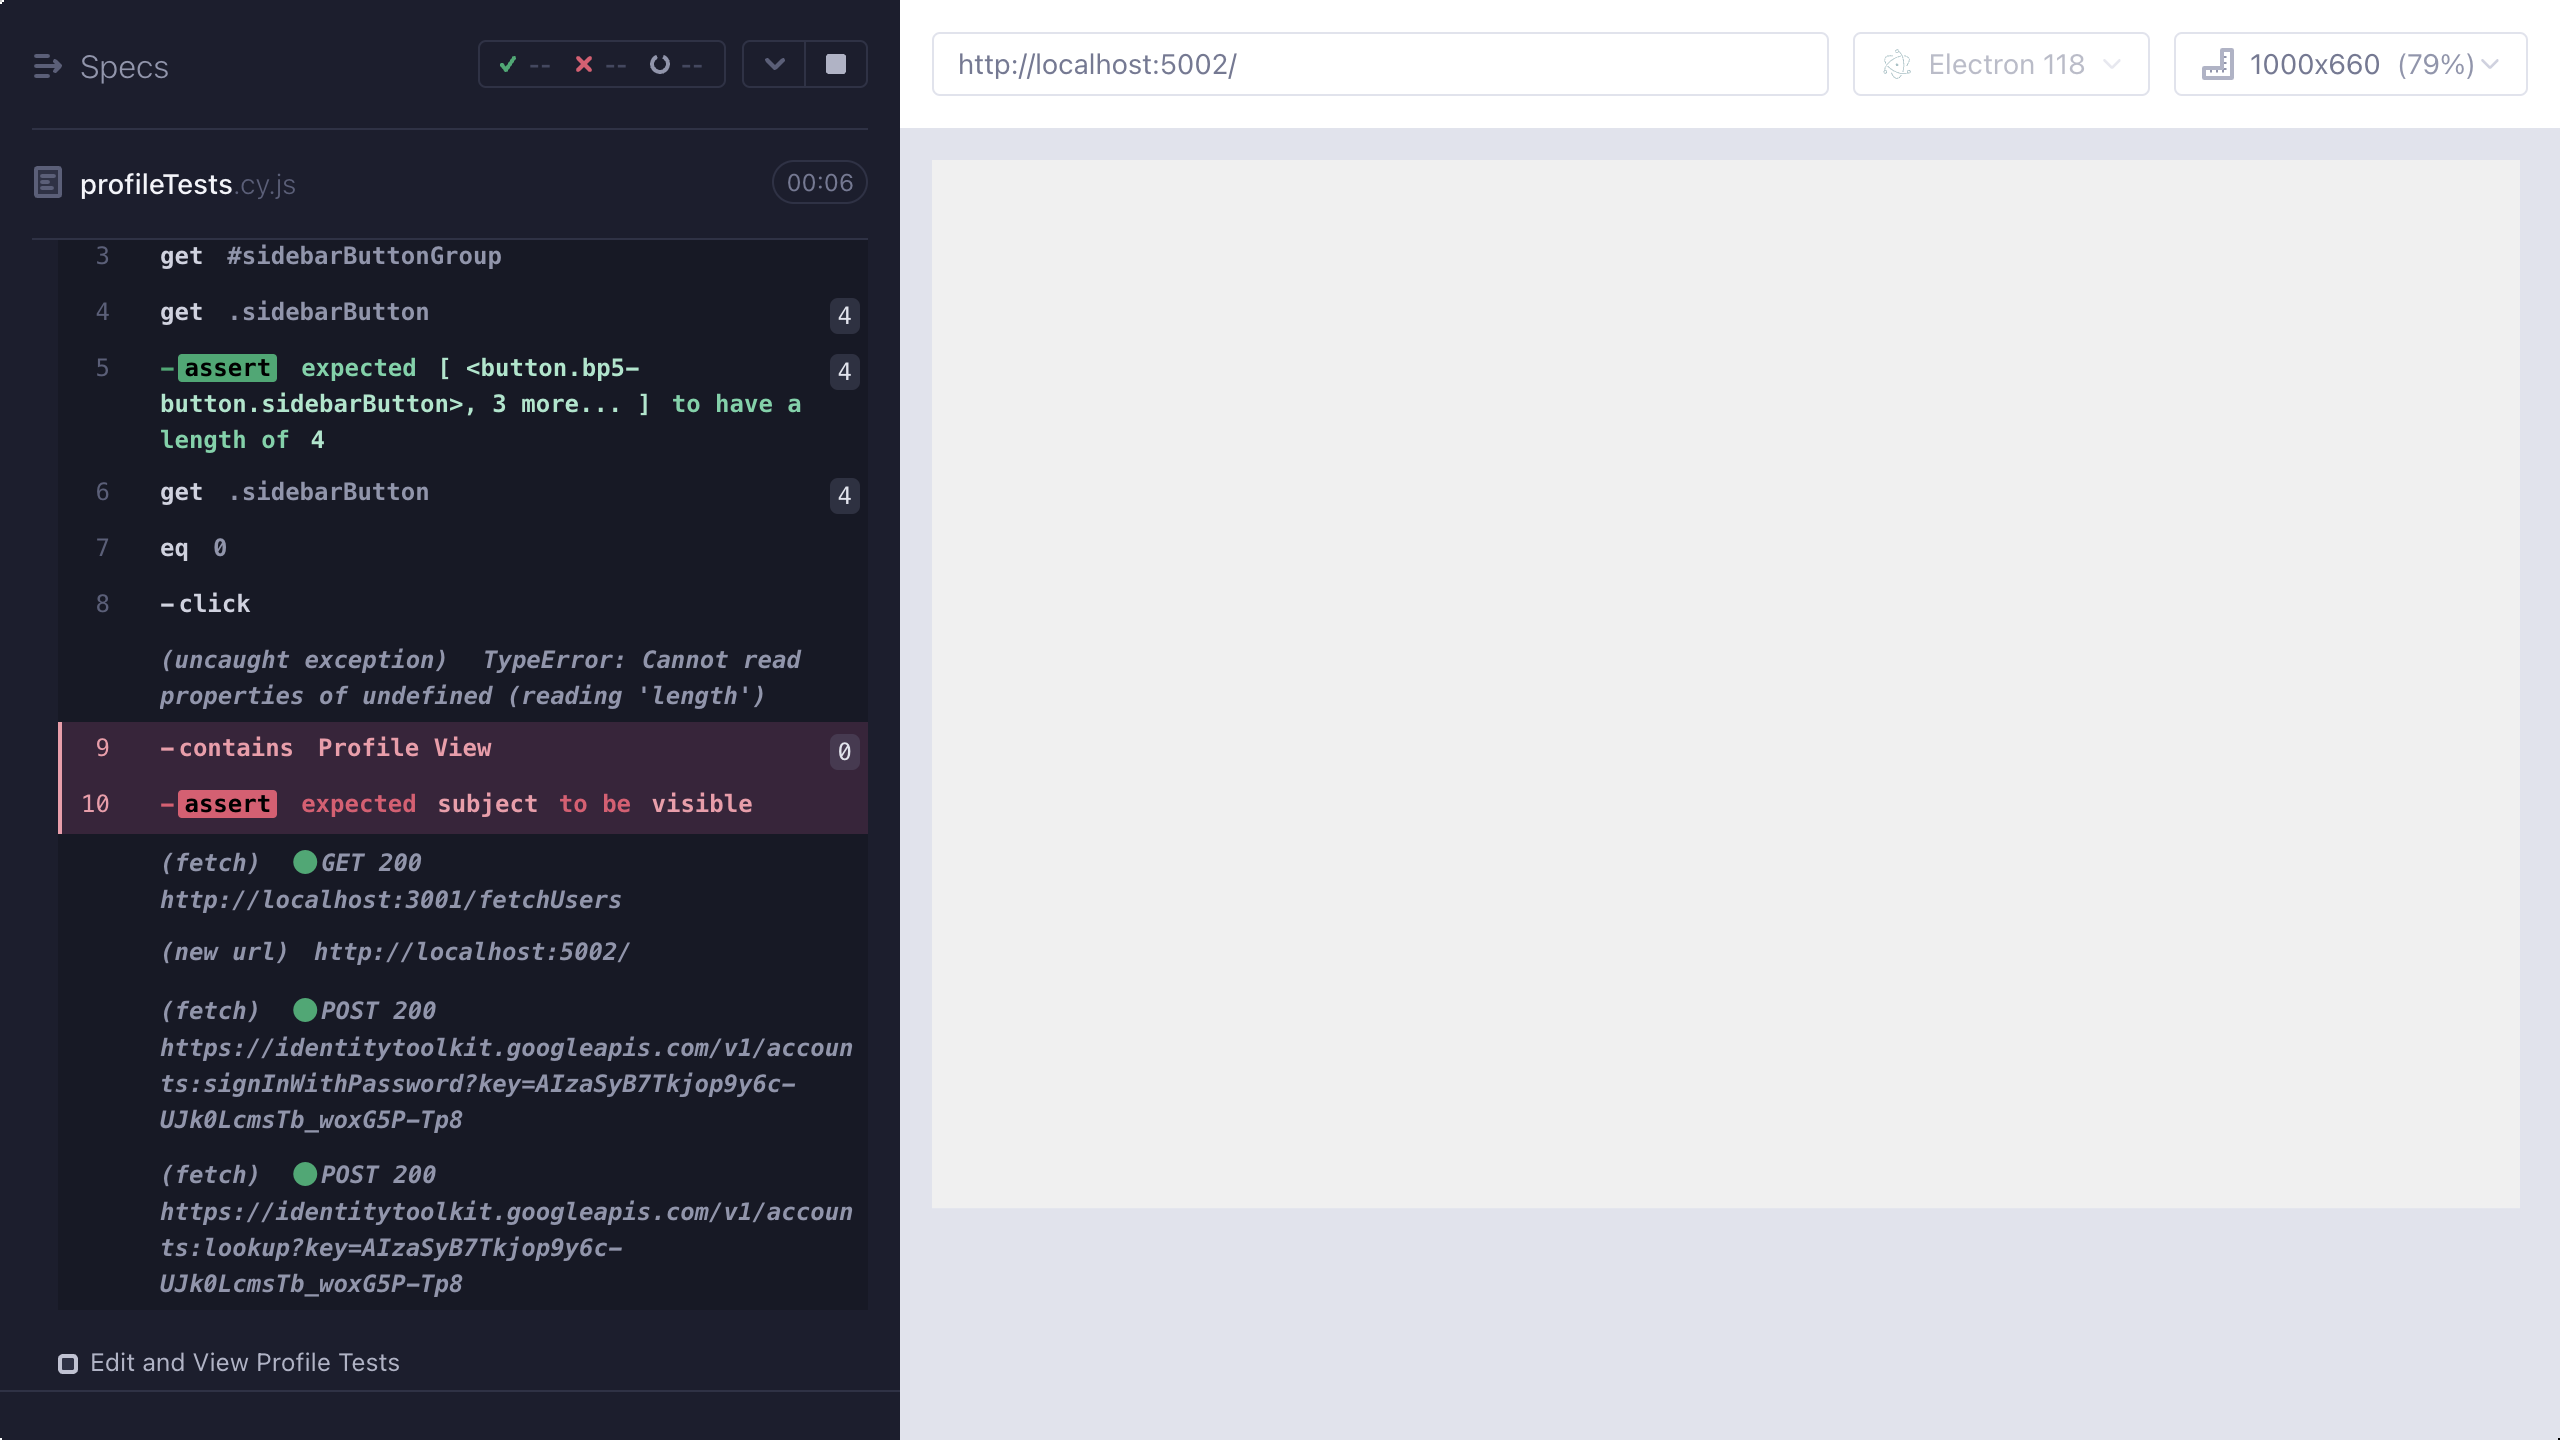 Specs
--
--
--
profileTests.cy.js
00:06
3 get #sidebarButtonGroup
4 get .sidebarButton 4
5 -assert expected [ <button.bp5- 4
button.sidebarButton>, 3 more... ] to have a
length of 4
6 get .sidebarButton 4
7 eq 0
8 -click
(uncaught exception) TypeError: Cannot read
properties of undefined (reading 'length')
9 -contains Profile View 0
10 -assert expected subject to be visible
(fetch) GET 200
http://localhost:3001/fetchUsers
(new url) http://localhost:5002/
(fetch) POST 200
https://identitytoolkit.googleapis.com/v1/accoun
ts:signInWithPassword?key=AIzaSyB7Tkjop9y6c-
UJk0LcmsTb_woxG5P-Tp8
(fetch) POST 200
https://identitytoolkit.googleapis.com/v1/accoun
ts:lookup?key=AIzaSyB7Tkjop9y6c-
UJk0LcmsTb_woxG5P-Tp8
Edit and View Profile Tests
http://localhost:5002/
Electron 118
1000x660 (79%)